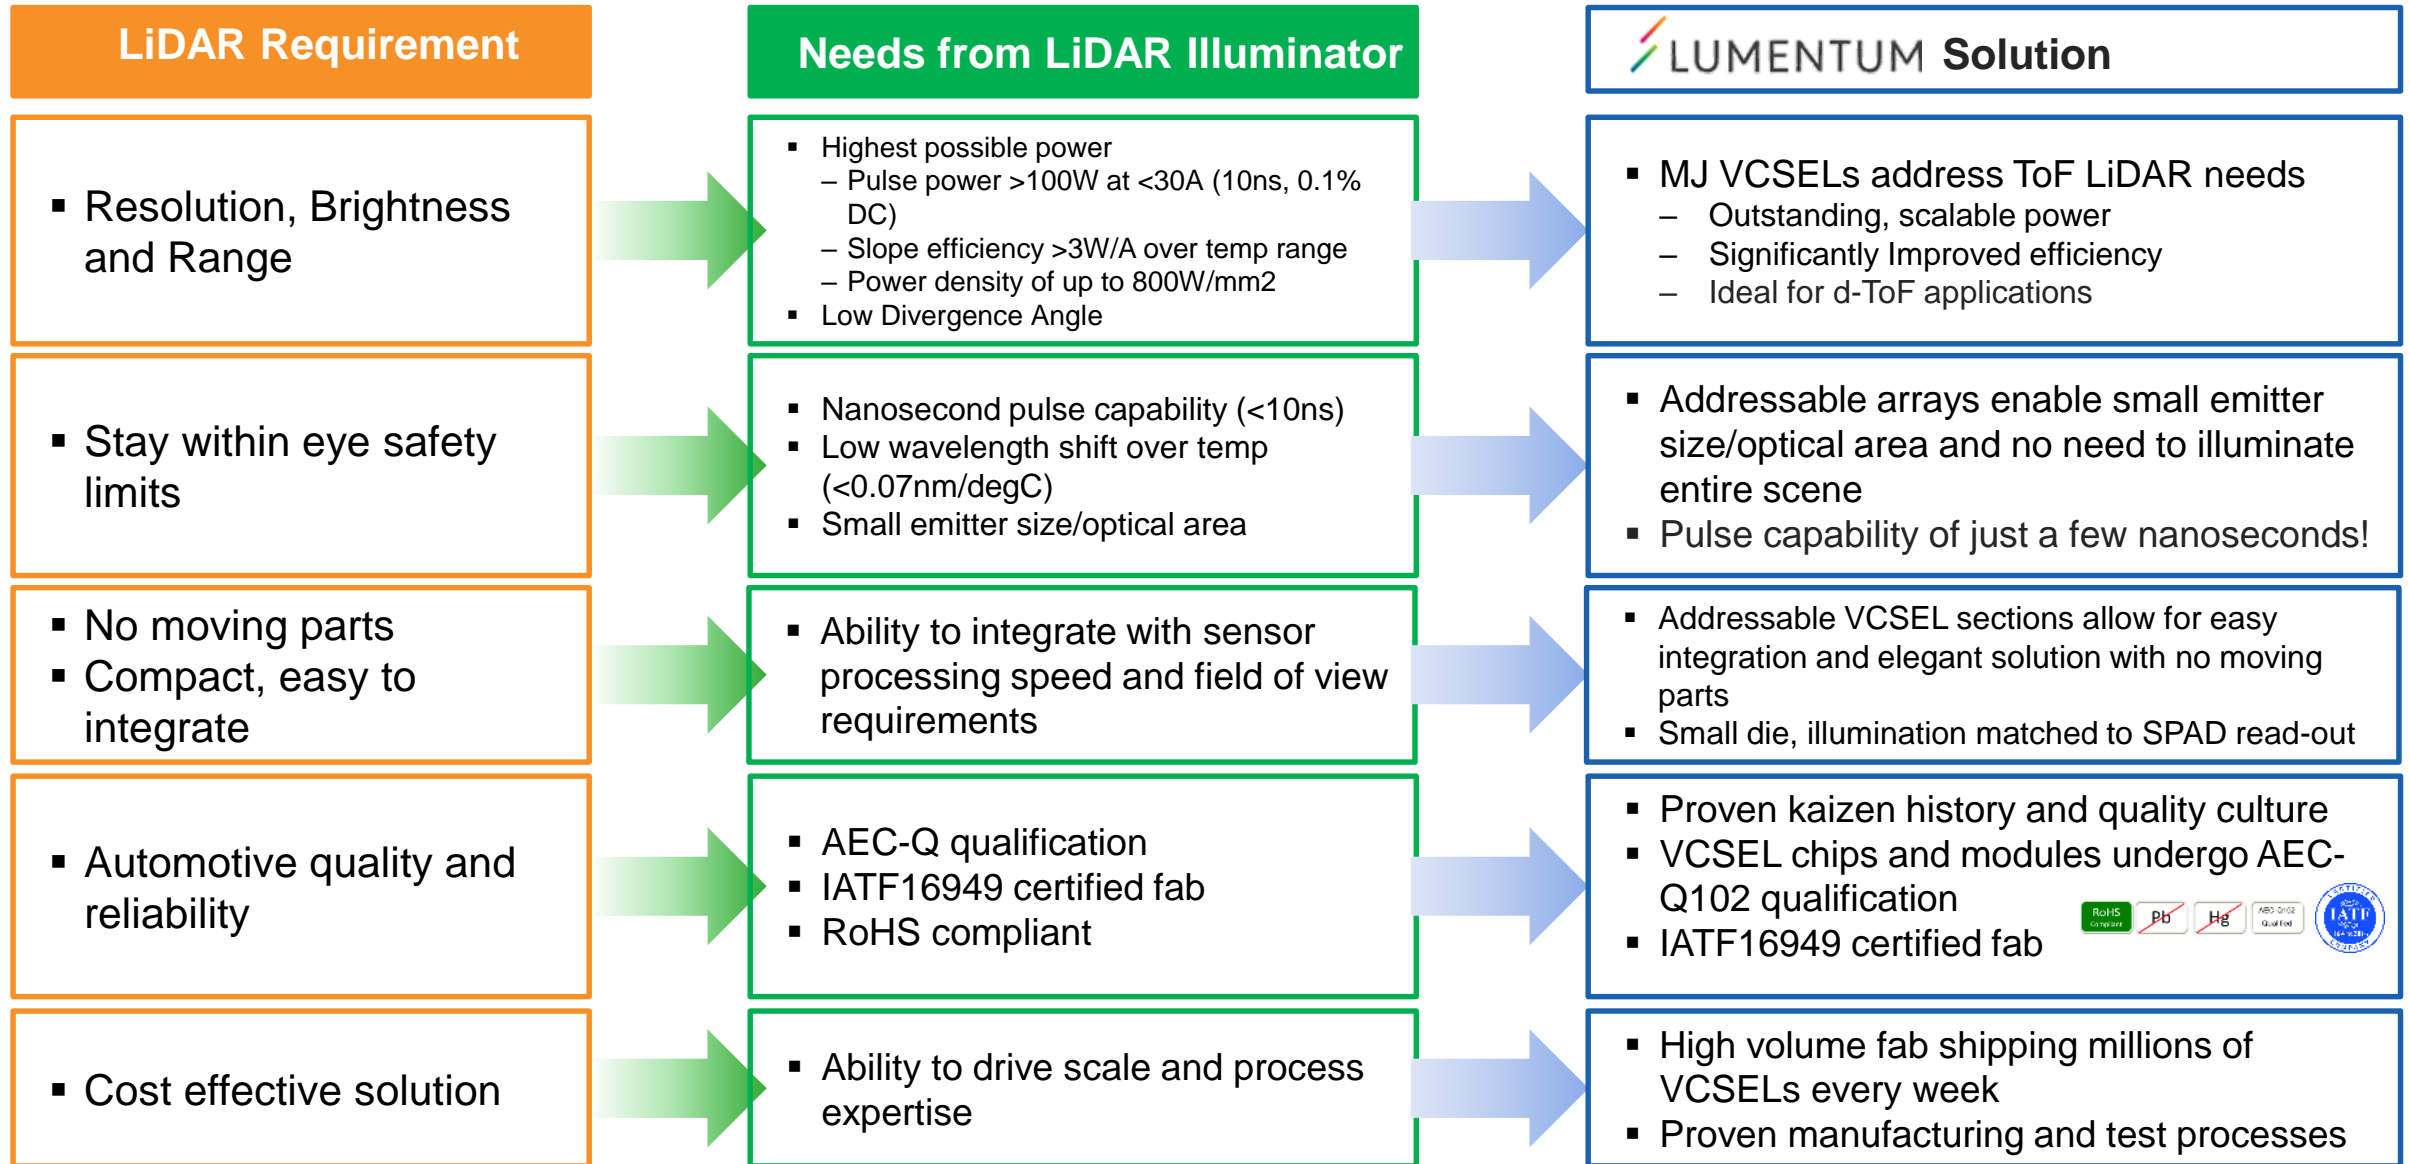 LiDAR Requirement
Needs from LiDAR Illuminator
LUMENTUM Solution
▪ Resolution, Brightness
and Range
▪ Highest possible power
– Pulse power >100W at <30A (10ns, 0.1%
DC)
– Slope efficiency >3W/A over temp range
– Power density of up to 800W/mm2
▪ Low Divergence Angle
▪ MJ VCSELs address ToF LiDAR needs
– Outstanding, scalable power
– Significantly Improved efficiency
– Ideal for d-ToF applications
▪ Stay within eye safety
limits
▪ Nanosecond pulse capability (<10ns)
▪ Low wavelength shift over temp
(<0.07nm/degC)
▪ Small emitter size/optical area
▪ Addressable arrays enable small emitter
size/optical area and no need to illuminate
entire scene
▪ Pulse capability of just a few nanoseconds!
▪ No moving parts
▪ Compact, easy to
integrate
▪ Ability to integrate with sensor
processing speed and field of view
requirements
▪ Addressable VCSEL sections allow for easy
integration and elegant solution with no moving
parts
▪ Small die, illumination matched to SPAD read-out
▪ Automotive quality and
reliability
▪ AEC-Q qualification
▪ IATF16949 certified fab
▪ RoHS compliant
▪ Proven kaizen history and quality culture
▪ VCSEL chips and modules undergo AEC-
Q102 qualification
▪ IATF16949 certified fab
RoHS
Compliant
Pb
Hg
AEC-Q102
Qualified
CERTIFIED
IATF
COMPANY
▪ Cost effective solution
▪ Ability to drive scale and process
expertise
▪ High volume fab shipping millions of
VCSELs every week
▪ Proven manufacturing and test processes